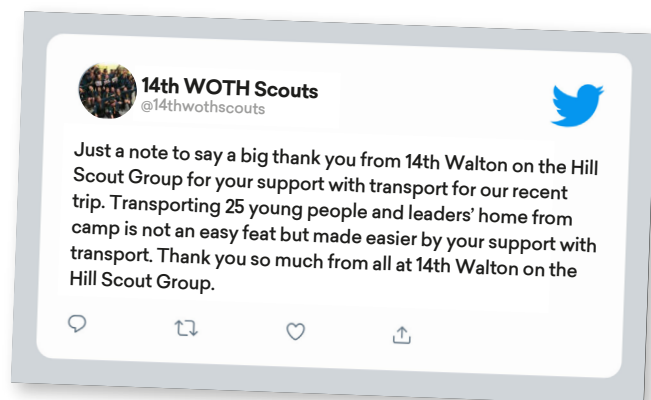 14th WOTH Scouts
@14thwothscouts
Just a note to say a big thank you from 14th Walton on the Hill
Scout Group for your support with transport for our recent
trip. Transporting 25 young people and leaders’ home from
camp is not an easy feat but made easier by your support with
transport. Thank you so much from all at 14th Walton on the
Hill Scout Group.